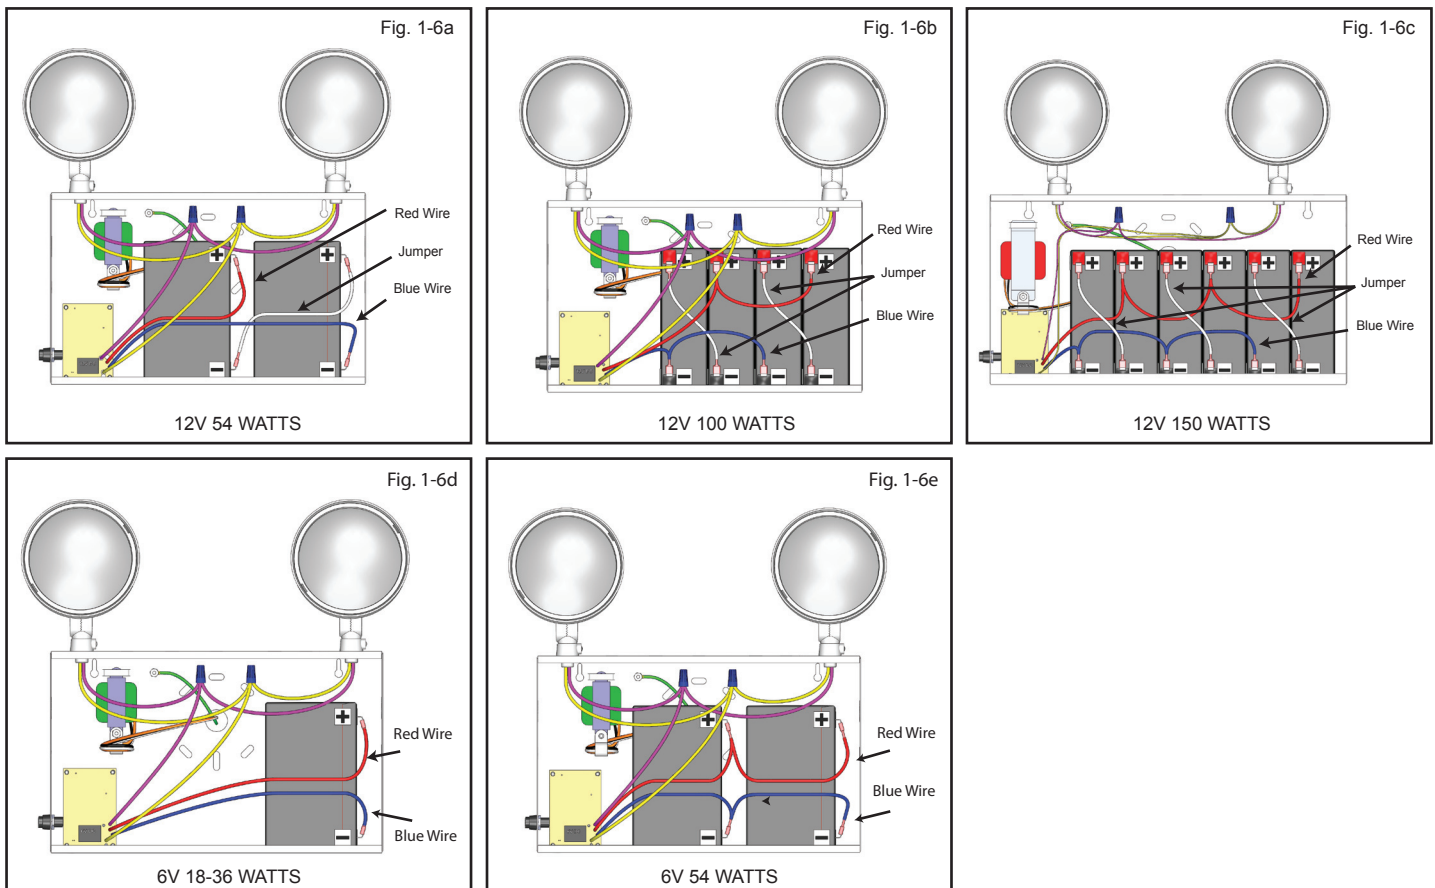 Fig. 1-6a
Red Wire
Jumper
Blue Wire
+
+
−
−
12V 54 WATTS
Fig. 1-6b
Red Wire
Jumper
Blue Wire
+
+
+
+
−
−
−
−
12V 100 WATTS
Fig. 1-6c
Red Wire
Jumper
Blue Wire
+
+
+
+
+
+
−
−
−
−
−
−
12V 150 WATTS
Fig. 1-6d
Red Wire
Blue Wire
+
−
6V 18-36 WATTS
Fig. 1-6e
Red Wire
Blue Wire
+
+
−
−
6V 54 WATTS